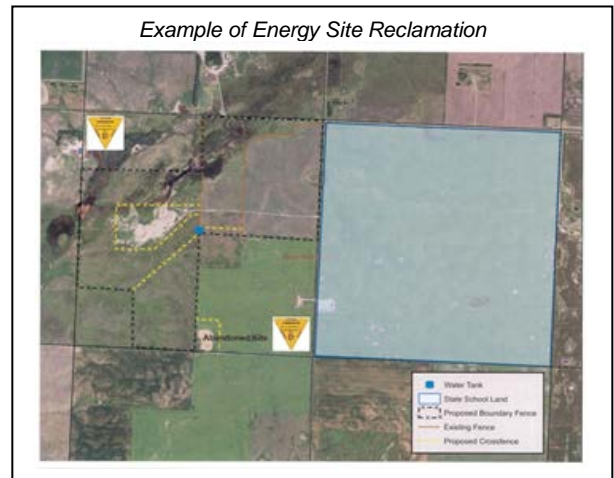 Example of Energy Site Reclamation
Abandoned Site
Water Tank
State School Land
Proposed Boundary Fence
Existing Fence
Proposed Crossfence